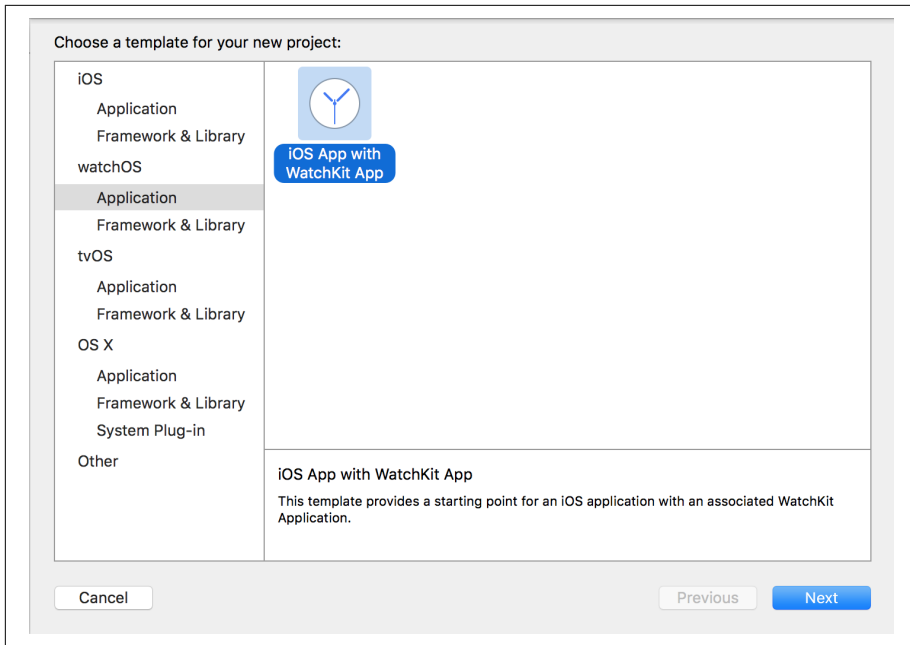 Choose a template for your new project:
iOS
Application
Framework & Library
watchOS
Application
Framework & Library
tvOS
Application
Framework & Library
OS X
Application
Framework & Library
System Plug-in
Other
iOS App with
WatchKit App
iOS App with WatchKit App
This template provides a starting point for an iOS application with an associated WatchKit
Application.
Cancel
Previous
Next